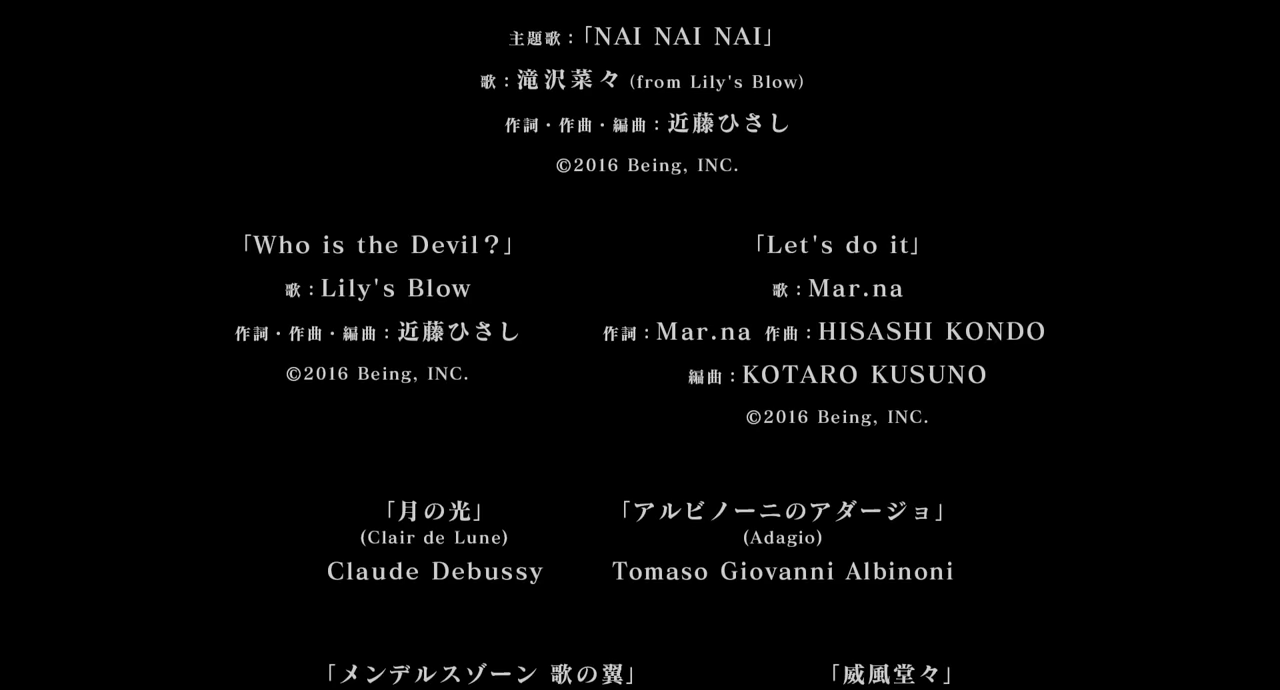 主題歌：「NAI NAI NAI」
歌：滝沢菜々 (from Lily's Blow)
作詞・作曲・編曲：近藤ひさし
©2016 Being, INC.
「Who is the Devil？」
歌：Lily's Blow
作詞・作曲・編曲：近藤ひさし
©2016 Being, INC.
「Let's do it」
歌：Mar.na
作詞：Mar.na 作曲：HISASHI KONDO
編曲：KOTARO KUSUNO
©2016 Being, INC.
「月の光」
(Clair de Lune)
Claude Debussy
「アルビノーニのアダージョ」
(Adagio)
Tomaso Giovanni Albinoni
「メンデルスゾーン 歌の翼」
「威風堂々」